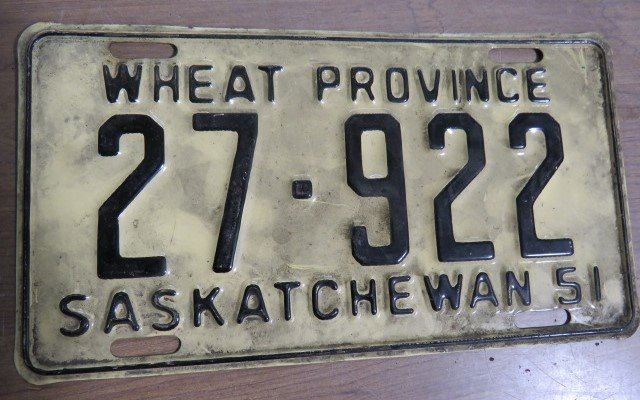 WHEAT PROVINCE
27·922
SASKATCHEWAN 51